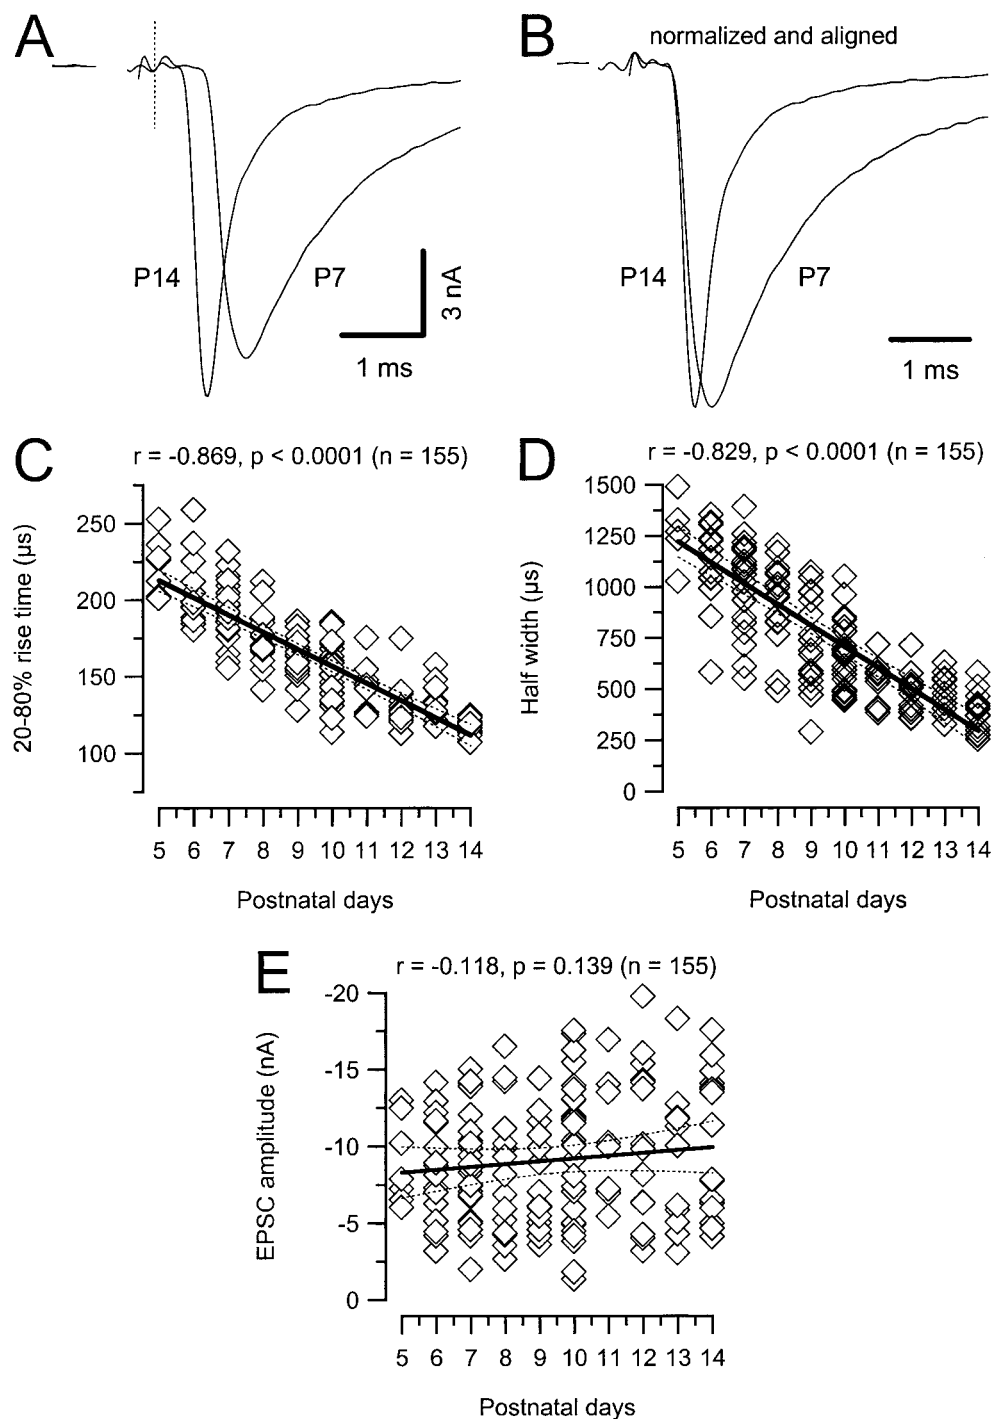 A
B
normalized and aligned
P14
P7
3 nA
1 ms
P14
P7
1 ms
C
r = -0.869, p < 0.0001 (n = 155)
20-80% rise time (µs)
250
200
150
100
5 6 7 8 9 10 11 12 13 14
Postnatal days
D
r = -0.829, p < 0.0001 (n = 155)
Half width (µs)
1500
1250
1000
750
500
250
0
5 6 7 8 9 10 11 12 13 14
Postnatal days
E
r = -0.118, p = 0.139 (n = 155)
EPSC amplitude (nA)
-20
-15
-10
-5
0
5 6 7 8 9 10 11 12 13 14
Postnatal days